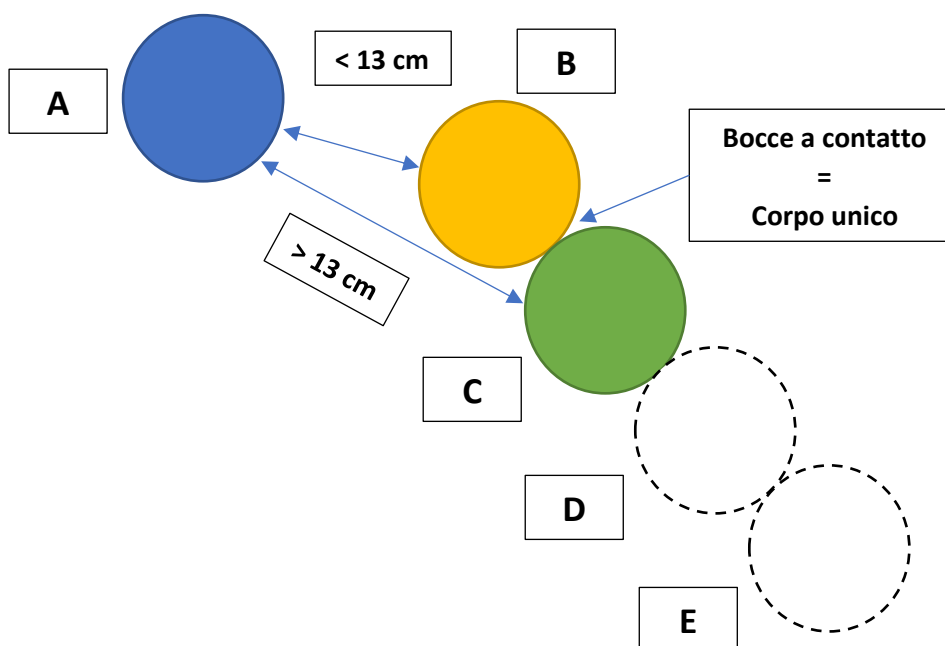 A
< 13 cm
B
Bocce a contatto
=
Corpo unico
> 13 cm
C
D
E